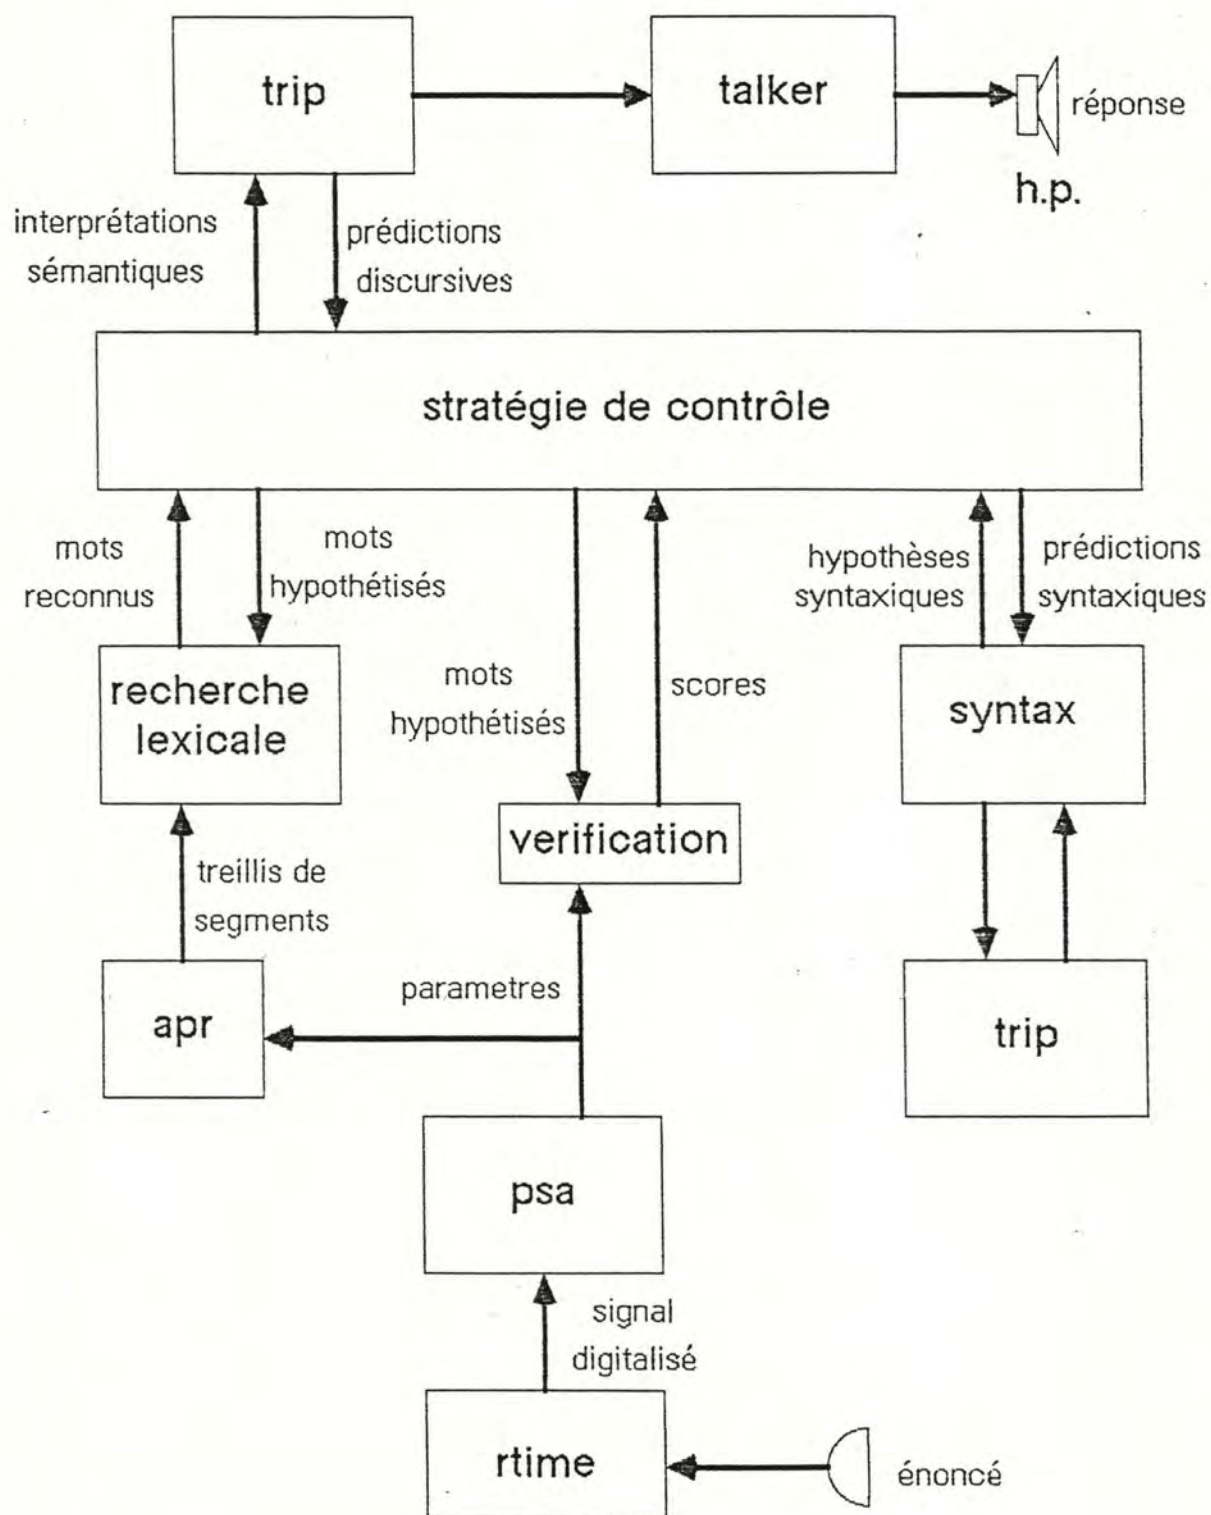 trip
talker
réponse
h.p.
interprétations
sémantiques
prédictions
discursives
stratégie de contrôle
mots
reconnus
mots
hypothétisés
mots
hypothétisés
scores
hypothèses
syntaxiques
prédictions
syntaxiques
recherche
lexicale
syntax
verification
treillis de
segments
parametres
apr
trip
psa
signal
digitalisé
rtime
énoncé